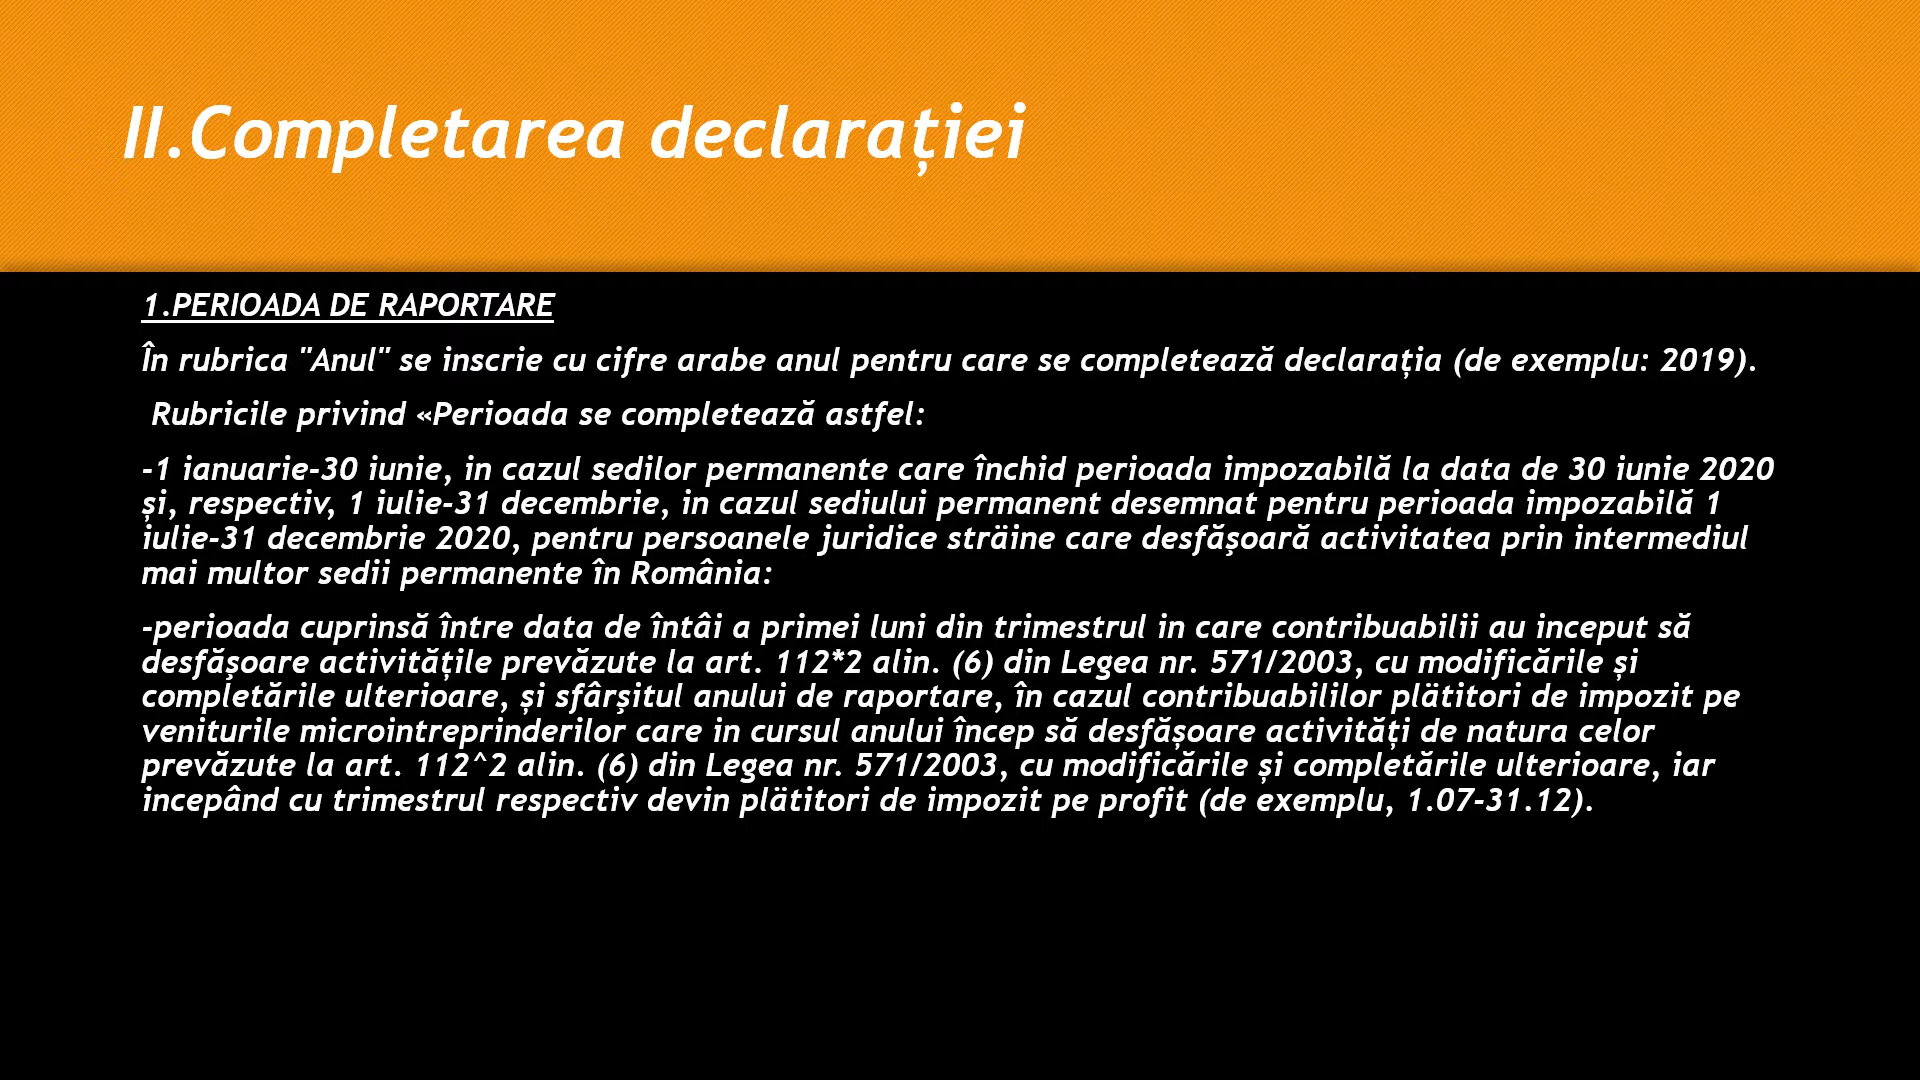 II.Completarea declarației
1.PERIOADA DE RAPORTARE
În rubrica "Anul" se inscrie cu cifre arabe anul pentru care se completează declarația (de exemplu: 2019).
Rubricile privind «Perioada se completează astfel:
-1 ianuarie-30 iunie, in cazul sedilor permanente care închid perioada impozabilă la data de 30 iunie 2020
și, respectiv, 1 iulie-31 decembrie, in cazul sediului permanent desemnat pentru perioada impozabilă 1
iulie-31 decembrie 2020, pentru persoanele juridice sträine care desfășoară activitatea prin intermediul
mai multor sedii permanente în România:
-perioada cuprinsă între data de întâi a primei luni din trimestrul in care contribuabilii au inceput să
desfăşoare activitățile prevăzute la art. 112*2 alin. (6) din Legea nr. 571/2003, cu modificările și
completările ulterioare, și sfârşitul anului de raportare, în cazul contribuabililor plätitori de impozit pe
veniturile microintreprinderilor care in cursul anului încep să desfășoare activități de natura celor
prevăzute la art. 112^2 alin. (6) din Legea nr. 571/2003, cu modificările și completările ulterioare, iar
incepând cu trimestrul respectiv devin plätitori de impozit pe profit (de exemplu, 1.07-31.12).